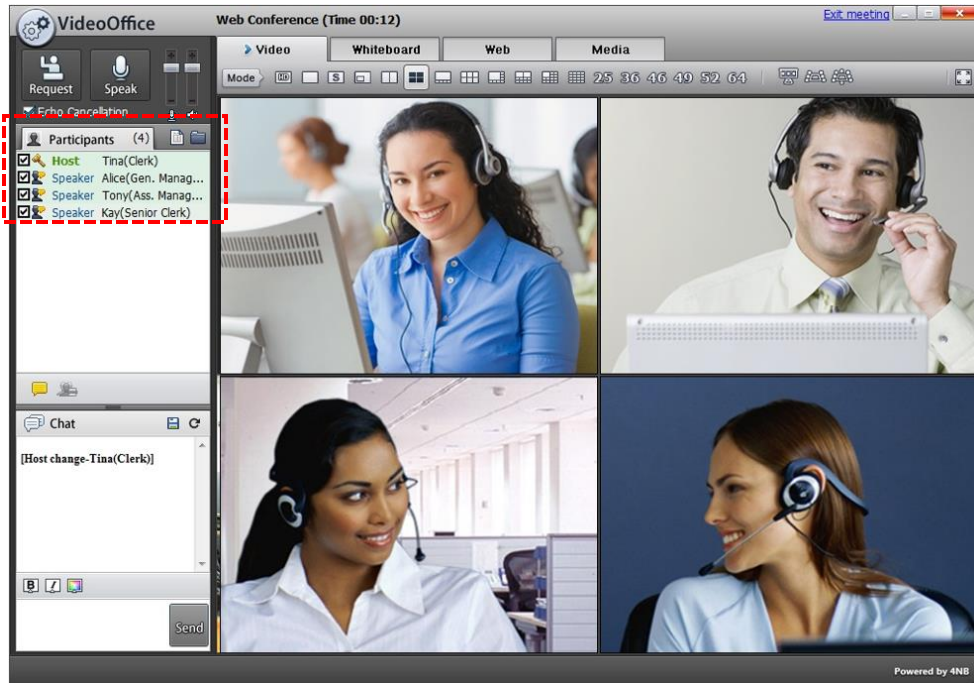 VideoOffice
Web Conference (Time 00:12)
Exit meeting
Request
Speak
Echo Cancellation
Video
Whiteboard
Web
Media
Mode
S
25 36 46 49 52 64
Participants (4)
Host Tina(Clerk)
Speaker Alice(Gen. Manag...
Speaker Tony(Ass. Manag...
Speaker Kay(Senior Clerk)
Chat
[Host change-Tina(Clerk)]
B I
Send
Powered by 4NB